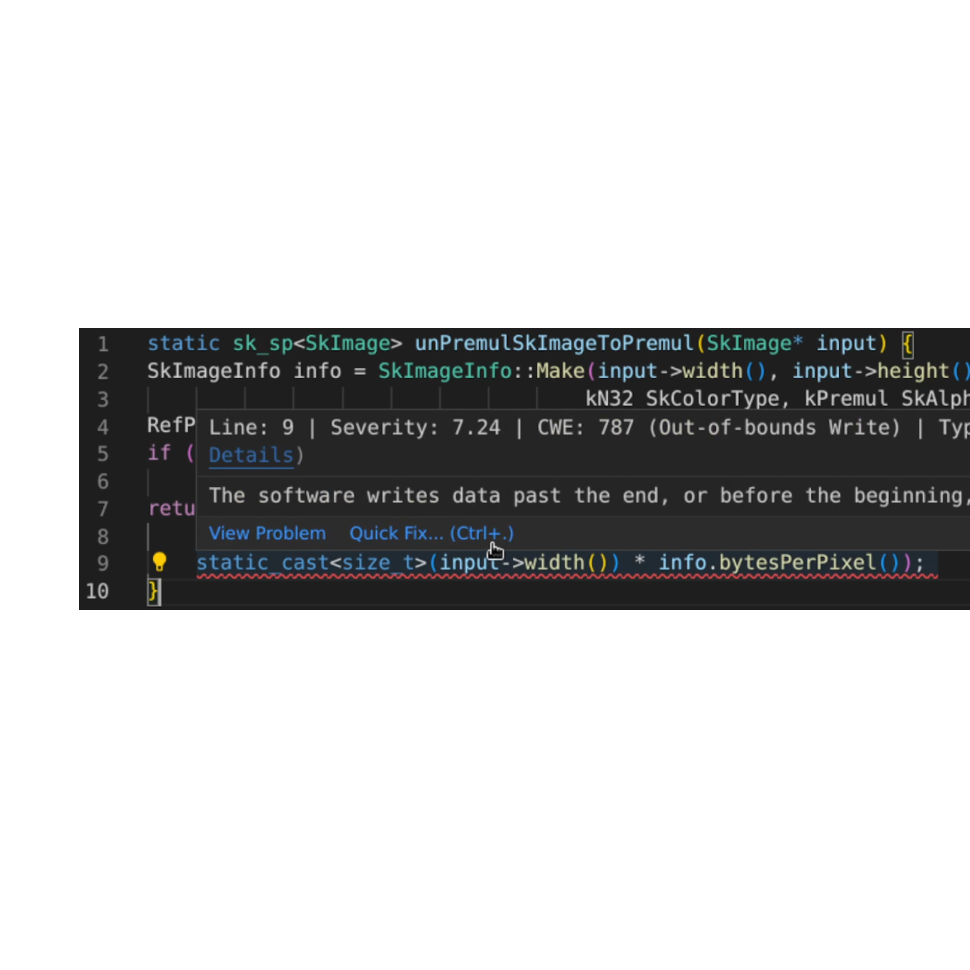 1 static sk_sp<SkImage> unPremulSkImageToPremul(SkImage* input) {
2 SkImageInfo info = SkImageInfo::Make(input->width(), input->height()
3 kN32 SkColorType, kPremul SkAlph
4 RefP
Line: 9 | Severity: 7.24 | CWE: 787 (Out-of-bounds Write) | Typ
5 if (
Details)
6
The software writes data past the end, or before the beginning,
7 retu
8
View Problem Quick Fix... (Ctrl+.)
9 static_cast<size_t>(input->width()) * info.bytesPerPixel());
10 }